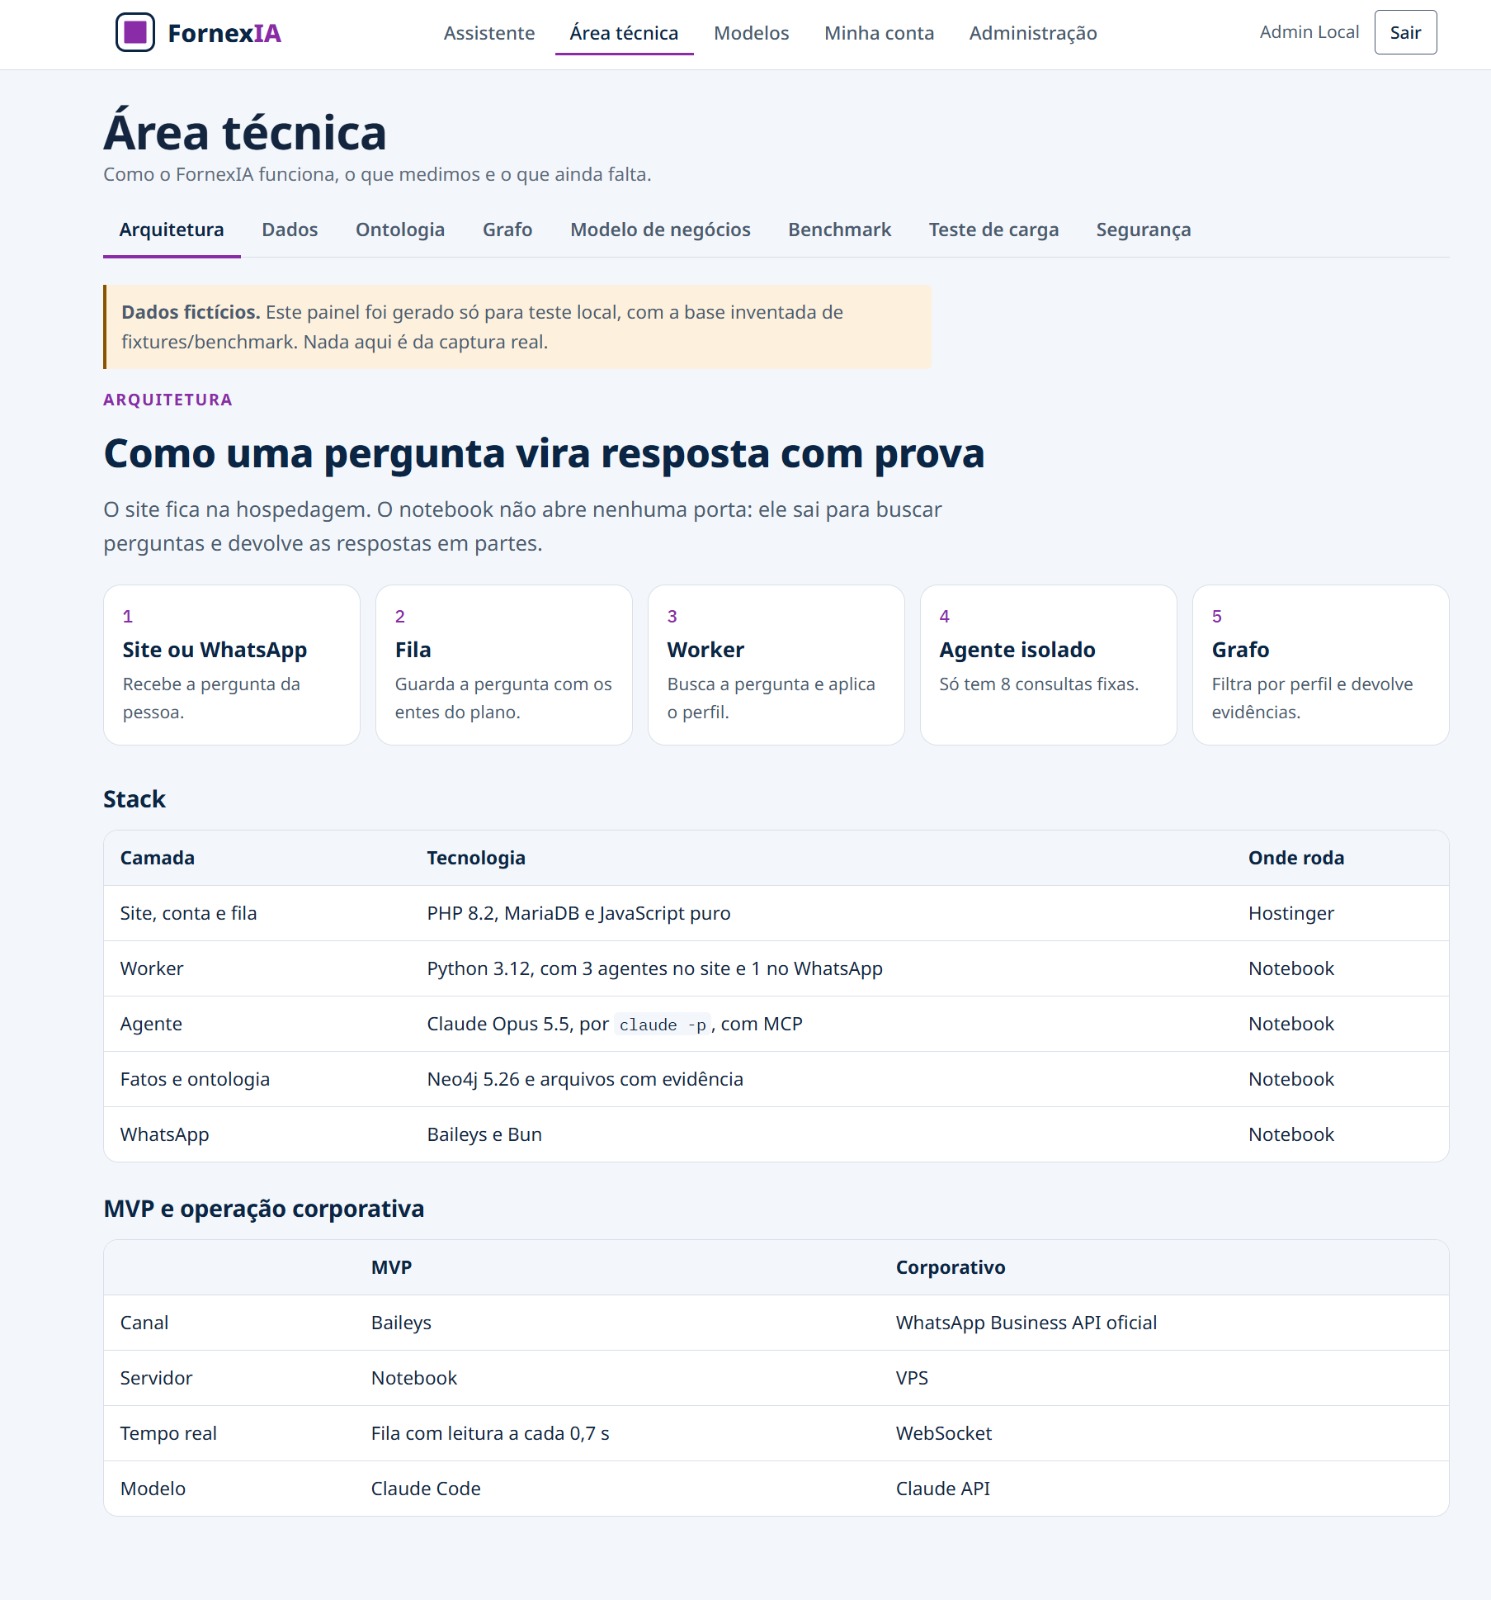 FornexIA
Assistente
Área técnica
Modelos
Minha conta
Administração
Admin Local
Sair
Área técnica
Como o FornexIA funciona, o que medimos e o que ainda falta.
Arquitetura
Dados
Ontologia
Grafo
Modelo de negócios
Benchmark
Teste de carga
Segurança
Dados fictícios. Este painel foi gerado só para teste local, com a base inventada de
fixtures/benchmark. Nada aqui é da captura real.
ARQUITETURA
Como uma pergunta vira resposta com prova
O site fica na hospedagem. O notebook não abre nenhuma porta: ele sai para buscar
perguntas e devolve as respostas em partes.
1
Site ou WhatsApp
Recebe a pergunta da
pessoa.
2
Fila
Guarda a pergunta com os
entes do plano.
3
Worker
Busca a pergunta e aplica
o perfil.
4
Agente isolado
Só tem 8 consultas fixas.
5
Grafo
Filtra por perfil e devolve
evidências.
Stack
Camada Tecnologia Onde roda
Site, conta e fila PHP 8.2, MariaDB e JavaScript puro Hostinger
Worker Python 3.12, com 3 agentes no site e 1 no WhatsApp Notebook
Agente Claude Opus 5.5, por claude -p, com MCP Notebook
Fatos e ontologia Neo4j 5.26 e arquivos com evidência Notebook
WhatsApp Baileys e Bun Notebook
MVP e operação corporativa
MVP Corporativo
Canal Baileys WhatsApp Business API oficial
Servidor Notebook VPS
Tempo real Fila com leitura a cada 0,7 s WebSocket
Modelo Claude Code Claude API